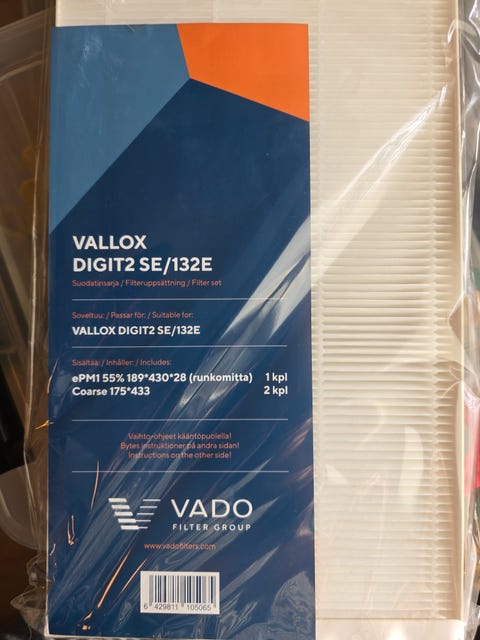 VALLOX
DIGIT2 SE/132E
Suodatinsarja / Filteruppsättning / Filter set
Soveltuu: / Passar för: / Suitable for:
VALLOX DIGIT2 SE/132E
Sisältää: / Inhåller: / Includes:
ePM1 55% 189*430*28 (runkomitta) 1 kpl
Coarse 175*433 2 kpl
Vaihto-ohjeet kääntöpuolella!
Bytes instruktioner på andra sidan!
Instructions on the other side!
VADO
FILTER GROUP
www.vadofilters.com
6 429811 105065